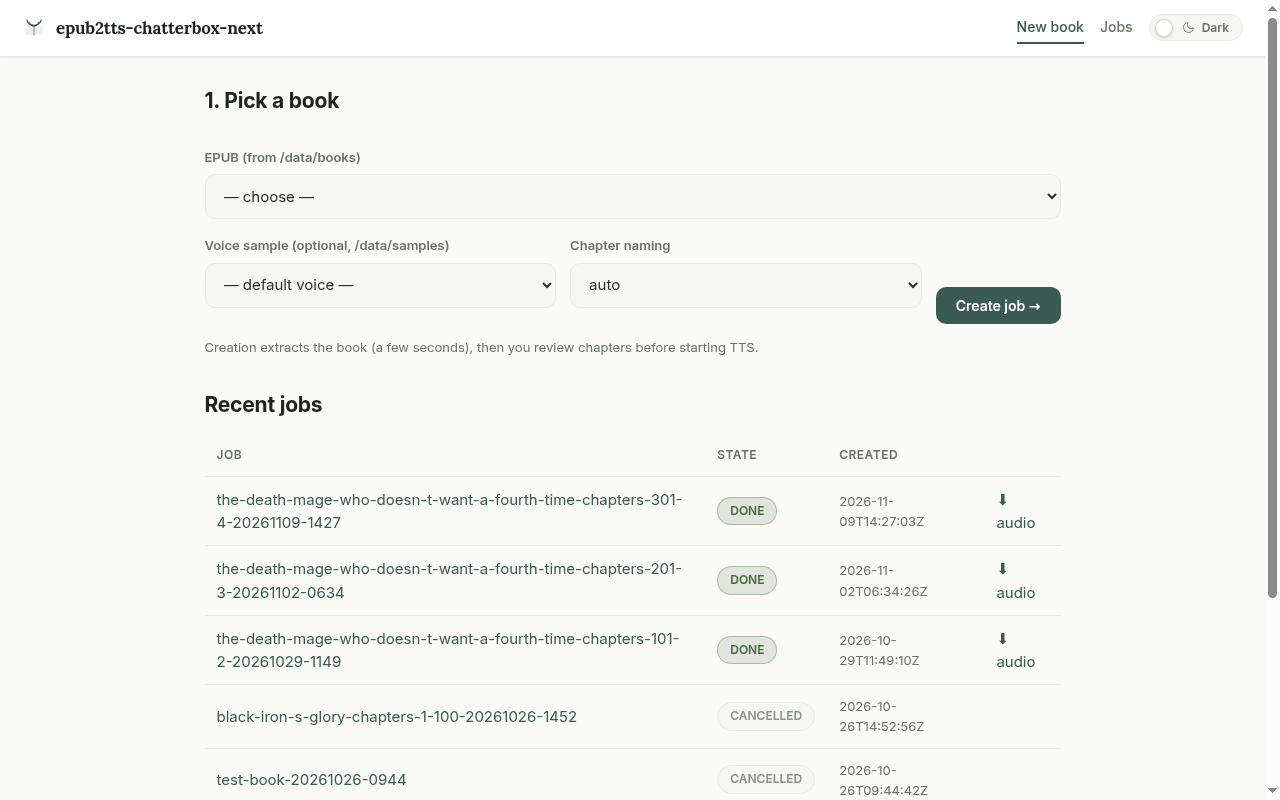 epub2tts-chatterbox-next
New book
Jobs
Dark
1. Pick a book
EPUB (from /data/books)
— choose —
Voice sample (optional, /data/samples)
Chapter naming
— default voice —
auto
Create job →
Creation extracts the book (a few seconds), then you review chapters before starting TTS.
Recent jobs
JOB
STATE
CREATED
the-death-mage-who-doesn-t-want-a-fourth-time-chapters-301-
4-20261109-1427
DONE
2026-11-
09T14:27:03Z
⬇
audio
the-death-mage-who-doesn-t-want-a-fourth-time-chapters-201-
3-20261102-0634
DONE
2026-11-
02T06:34:26Z
⬇
audio
the-death-mage-who-doesn-t-want-a-fourth-time-chapters-101-
2-20261029-1149
DONE
2026-10-
29T11:49:10Z
⬇
audio
black-iron-s-glory-chapters-1-100-20261026-1452
CANCELLED
2026-10-
26T14:52:56Z
test-book-20261026-0944
CANCELLED
2026-10-
26T09:44:42Z